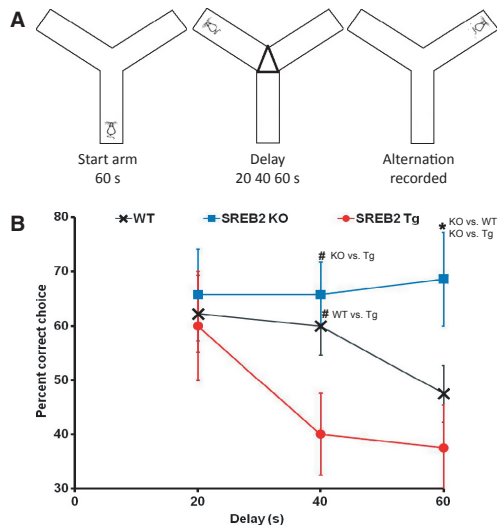 A
Start arm
60 s
Delay
20 40 60 s
Alternation
recorded
B
WT
SREB2 KO
SREB2 Tg
80
70
60
50
40
30
Percent correct choice
# KO vs. Tg
# WT vs. Tg
* KO vs. WT
KO vs. Tg
0
20
40
60
Delay (s)